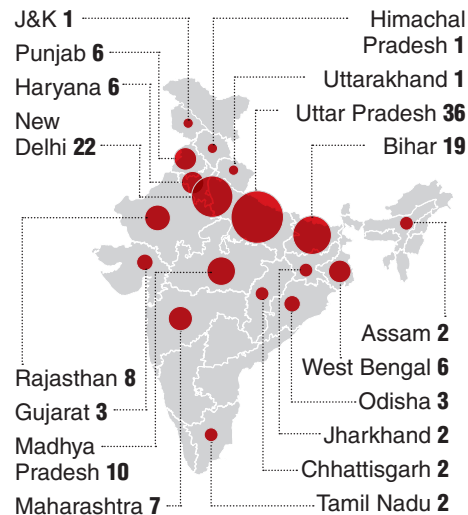 J&K 1
Punjab 6
Haryana 6
New
Delhi 22
Himachal
Pradesh 1
Uttarakhand 1
Uttar Pradesh 36
Bihar 19
Rajasthan 8
Gujarat 3
Madhya
Pradesh 10
Maharashtra 7
Assam 2
West Bengal 6
Odisha 3
Jharkhand 2
Chhattisgarh 2
Tamil Nadu 2